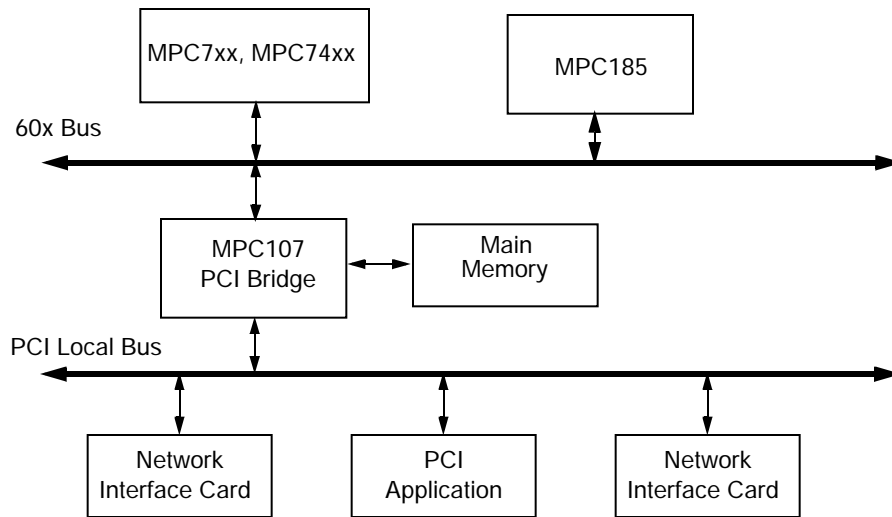 MPC7xx, MPC74xx
MPC185
60x Bus
MPC107
PCI Bridge
Main
Memory
PCI Local Bus
Network
Interface Card
PCI
Application
Network
Interface Card